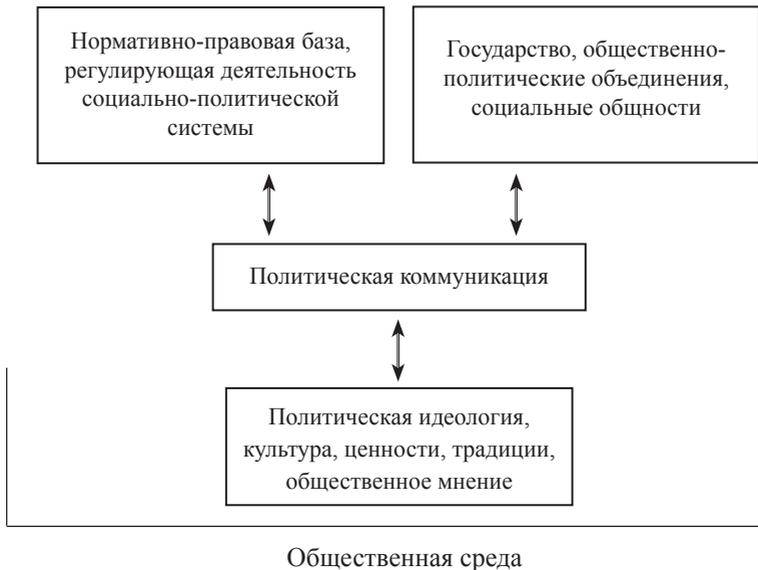 Нормативно-правовая база,
регулирующая деятельность
социально-политической
системы
Государство, общественно-
политические объединения,
социальные общности
Политическая коммуникация
Политическая идеология,
культура, ценности, традиции,
общественное мнение
Общественная среда